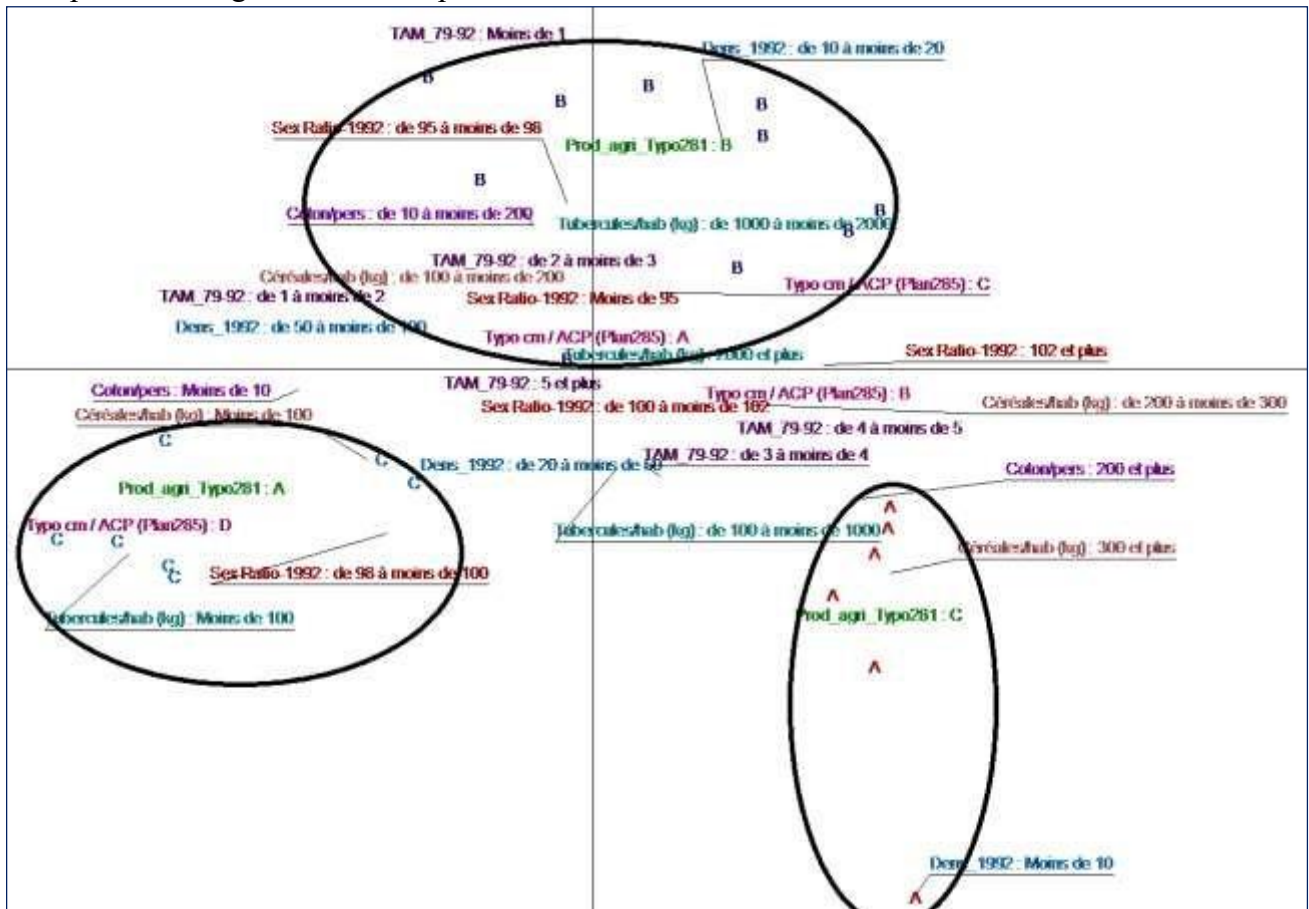 TAM_79-92 : Moins de 1
Dens_1992 : de 10 à moins de 20
B
B
B
B
Sex Ratio-1992 : de 95 à moins de 98
B
Prod_agri_Typo281 : B
B
Coton/pers : de 10 à moins de 200
B
Tubercules/hab (kg) : de 1000 à moins de 2000
B
TAM_79-92 : de 2 à moins de 3
B
Céréales/hab (kg) : de 100 à moins de 200
Typo cm / ACP (Plan285) : C
TAM_79-92 : de 1 à moins de 2
Sex Ratio-1992 : Moins de 95
Dens_1992 : de 50 à moins de 100
Typo cm / ACP (Plan285) : A
Sex Ratio-1992 : 102 et plus
B
Tubercules/hab (kg) : 2000 et plus
TAM_79-92 : 5 et plus
Coton/pers : Moins de 10
Typo cm / ACP (Plan285) : B
Céréales/hab (kg) : de 200 à moins de 300
Sex Ratio-1992 : de 100 à moins de 102
Céréales/hab (kg) : Moins de 100
TAM_79-92 : de 4 à moins de 5
C
TAM_79-92 : de 3 à moins de 4
C
Dens_1992 : de 20 à moins de 50
Coton/pers : 200 et plus
C
Prod_agri_Typo281 : A
A
Typo cm / ACP (Plan285) : D
Tubercules/hab (kg) : de 100 à moins de 1000
A
C
C
A
Céréales/hab (kg) : 300 et plus
C
C
Sex Ratio-1992 : de 98 à moins de 100
A
Tubercules/hab (kg) : Moins de 100
Prod_agri_Typo281 : C
A
Dens_1992 : Moins de 10
A